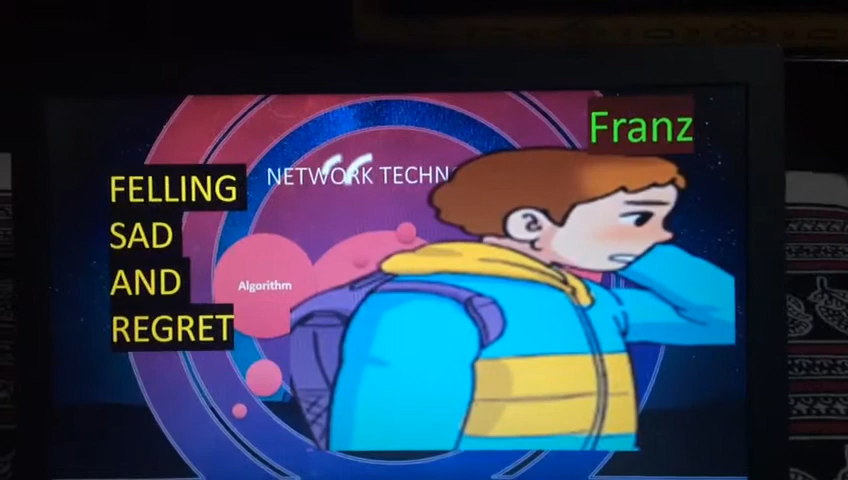 Franz
NETWORK TECHN
FELLING
SAD
AND
REGRET
Algorithm